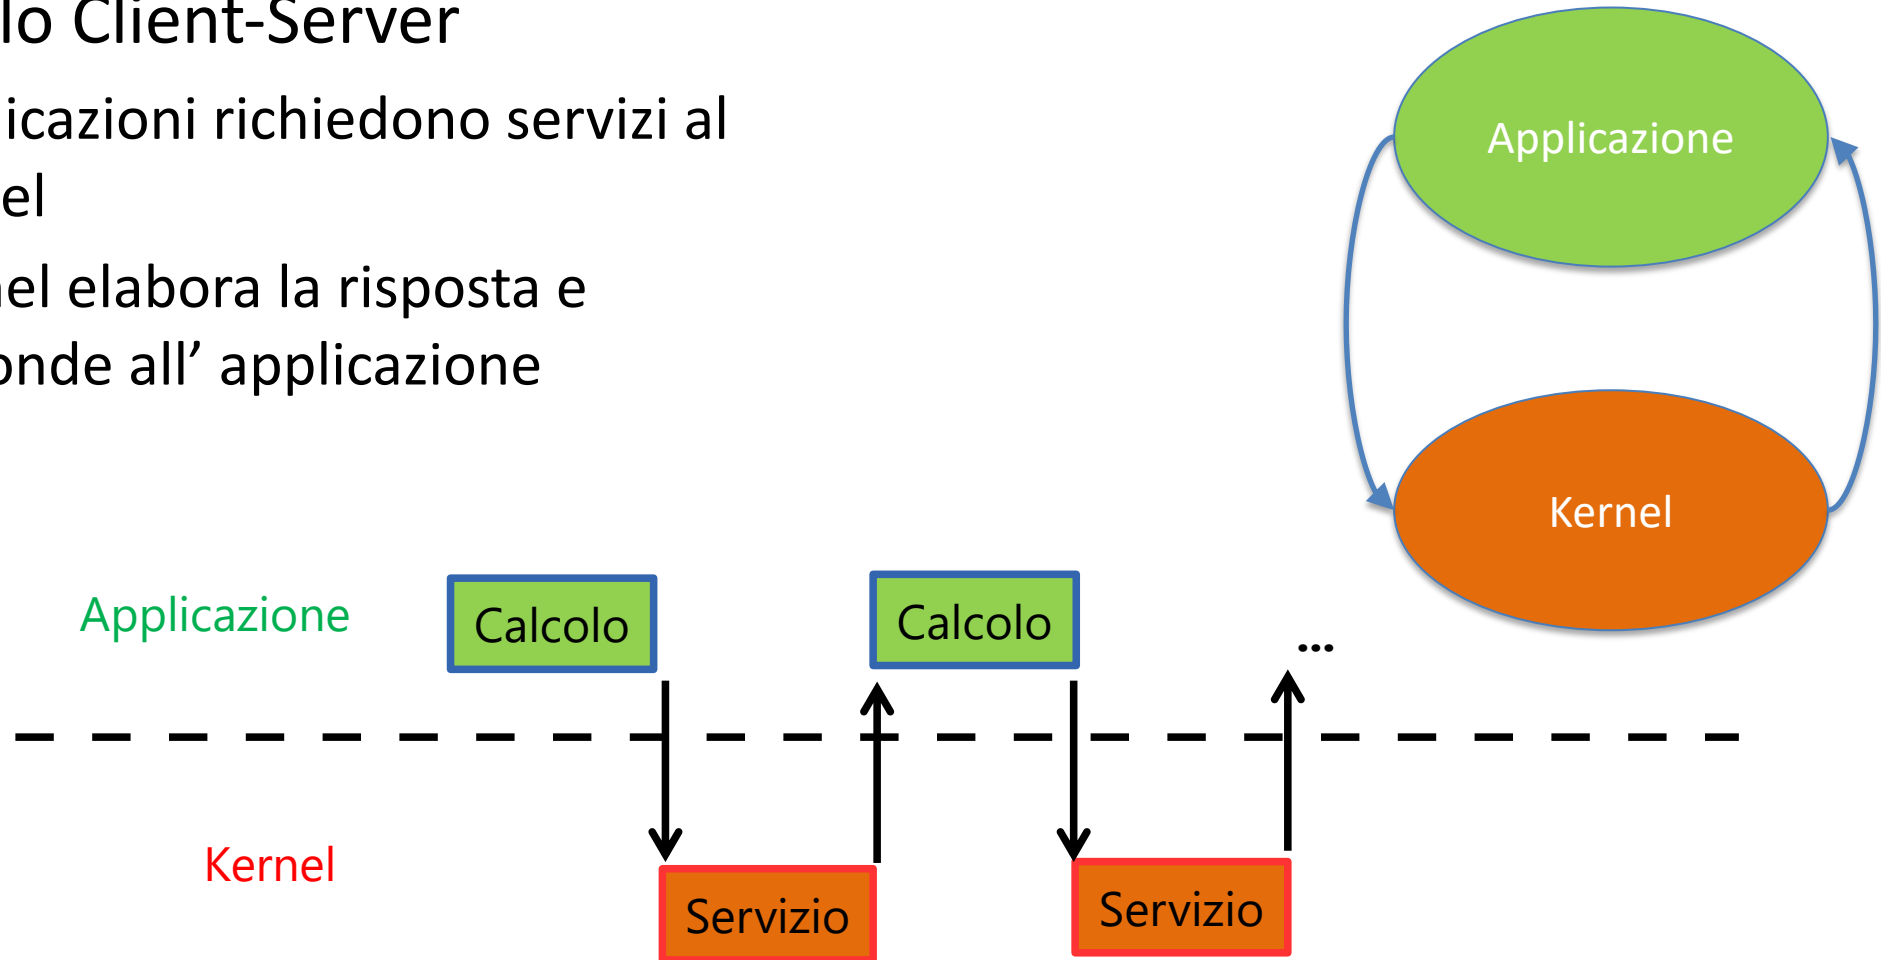 lo Client-Server
icazioni richiedono servizi al
el
nel elabora la risposta e
onde all’ applicazione
Applicazione
Kernel
Applicazione
Calcolo
Calcolo
...
Kernel
Servizio
Servizio